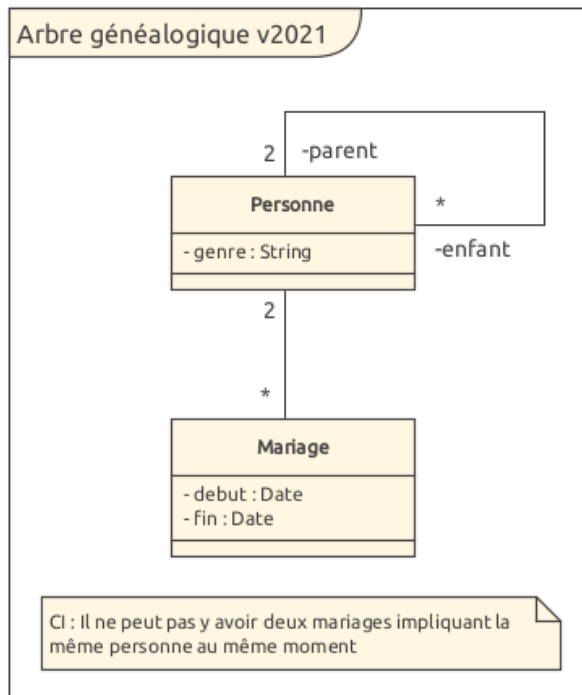 Arbre généalogique v2021
2
-parent
Personne
*
- genre : String
-enfant
2
*
Mariage
- debut : Date
- fin : Date
CI : Il ne peut pas y avoir deux mariages impliquant la
même personne au même moment